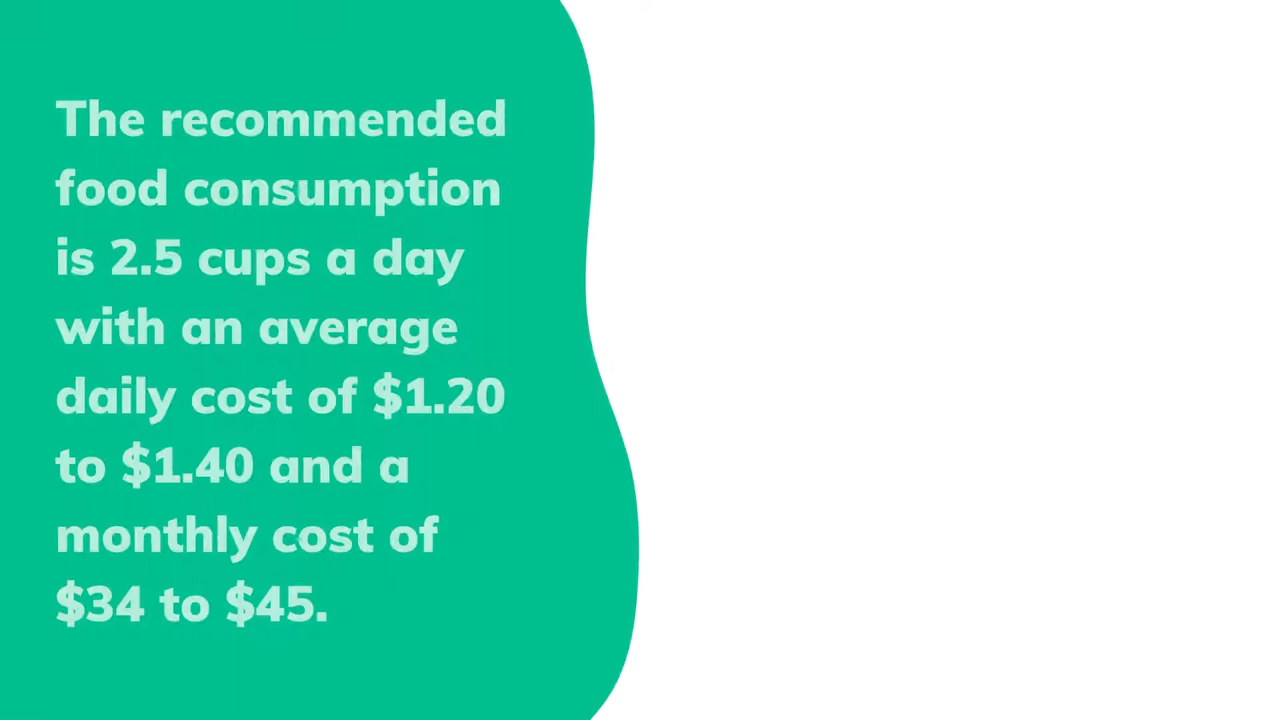 The recommended
food consumption
is 2.5 cups a day
with an average
daily cost of $1.20
to $1.40 and a
monthly cost of
$34 to $45.